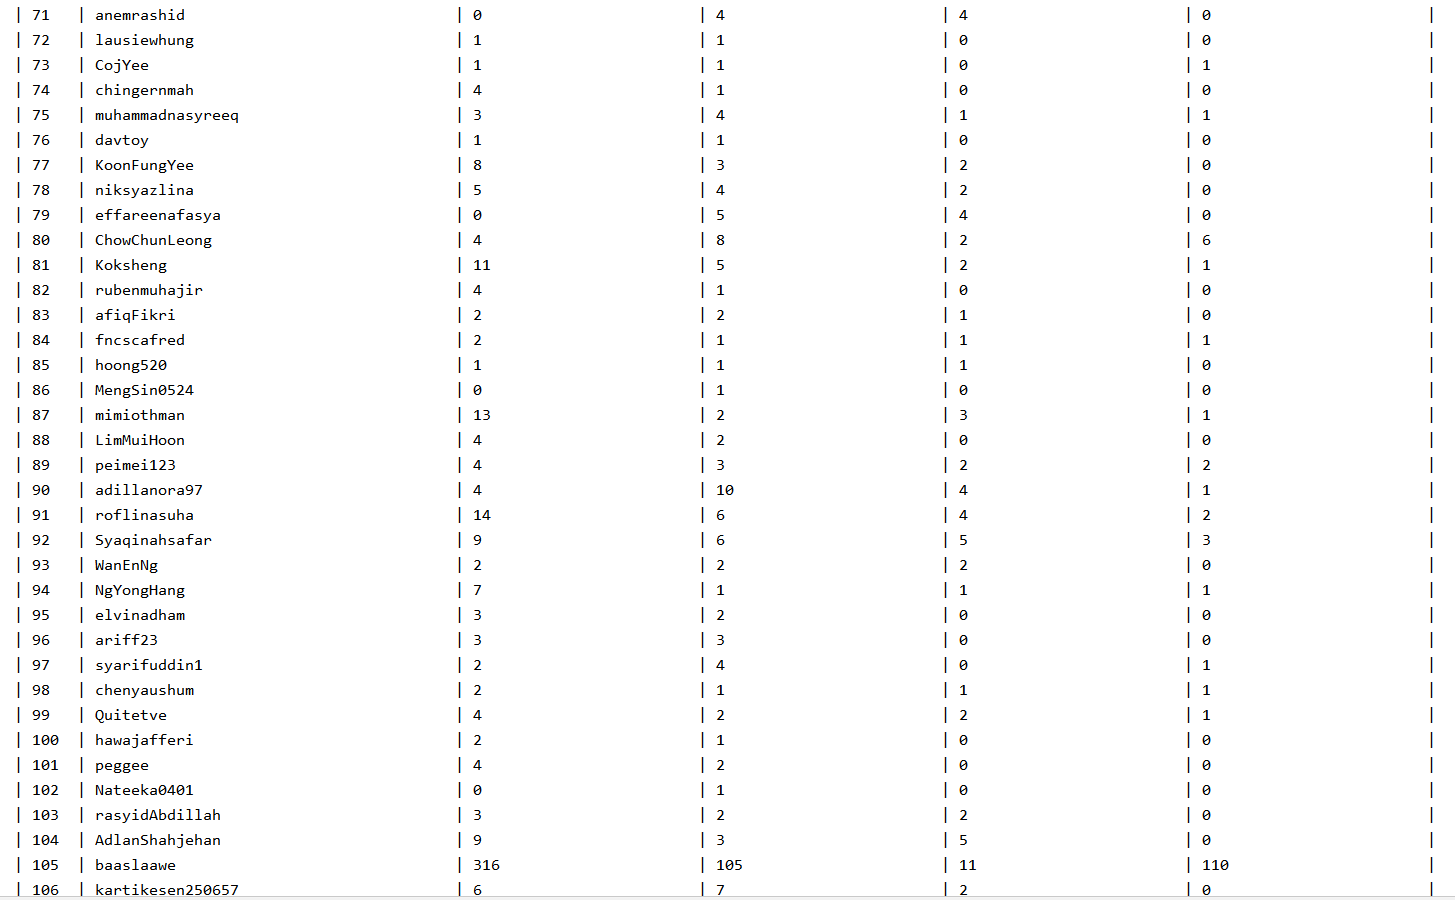 | 71 | anemrashid | 0 | 4 | 4 | 0 |
| 72 | lausiewhung | 1 | 1 | 0 | 0 |
| 73 | CojYee | 1 | 1 | 0 | 1 |
| 74 | chingernmah | 4 | 1 | 0 | 0 |
| 75 | muhammadnasyreeq | 3 | 4 | 1 | 1 |
| 76 | davtoy | 1 | 1 | 0 | 0 |
| 77 | KoonFungYee | 8 | 3 | 2 | 0 |
| 78 | niksyazlina | 5 | 4 | 2 | 0 |
| 79 | effareenafasya | 0 | 5 | 4 | 0 |
| 80 | ChowChunLeong | 4 | 8 | 2 | 6 |
| 81 | Koksheng | 11 | 5 | 2 | 1 |
| 82 | rubenmuhajir | 4 | 1 | 0 | 0 |
| 83 | afiqFikri | 2 | 2 | 1 | 0 |
| 84 | fncscafred | 2 | 1 | 1 | 1 |
| 85 | hoong520 | 1 | 1 | 1 | 0 |
| 86 | MengSin0524 | 0 | 1 | 0 | 0 |
| 87 | mimiothman | 13 | 2 | 3 | 1 |
| 88 | LimMuiHoon | 4 | 2 | 0 | 0 |
| 89 | peimei123 | 4 | 3 | 2 | 2 |
| 90 | adillanora97 | 4 | 10 | 4 | 1 |
| 91 | roflinasuha | 14 | 6 | 4 | 2 |
| 92 | Syaqinahsafar | 9 | 6 | 5 | 3 |
| 93 | WanEnNg | 2 | 2 | 2 | 0 |
| 94 | NgYongHang | 7 | 1 | 1 | 1 |
| 95 | elvinadham | 3 | 2 | 0 | 0 |
| 96 | ariff23 | 3 | 3 | 0 | 0 |
| 97 | syarifuddin1 | 2 | 4 | 0 | 1 |
| 98 | chenyaushum | 2 | 1 | 1 | 1 |
| 99 | Quitetve | 4 | 2 | 2 | 1 |
| 100 | hawajafferi | 2 | 1 | 0 | 0 |
| 101 | peggee | 4 | 2 | 0 | 0 |
| 102 | Nateeka0401 | 0 | 1 | 0 | 0 |
| 103 | rasyidAbdillah | 3 | 2 | 2 | 0 |
| 104 | AdlanShahjehan | 9 | 3 | 5 | 0 |
| 105 | baaslaawe | 316 | 105 | 11 | 110 |
| 106 | kartikesen250657 | 6 | 7 | 2 | 0 |